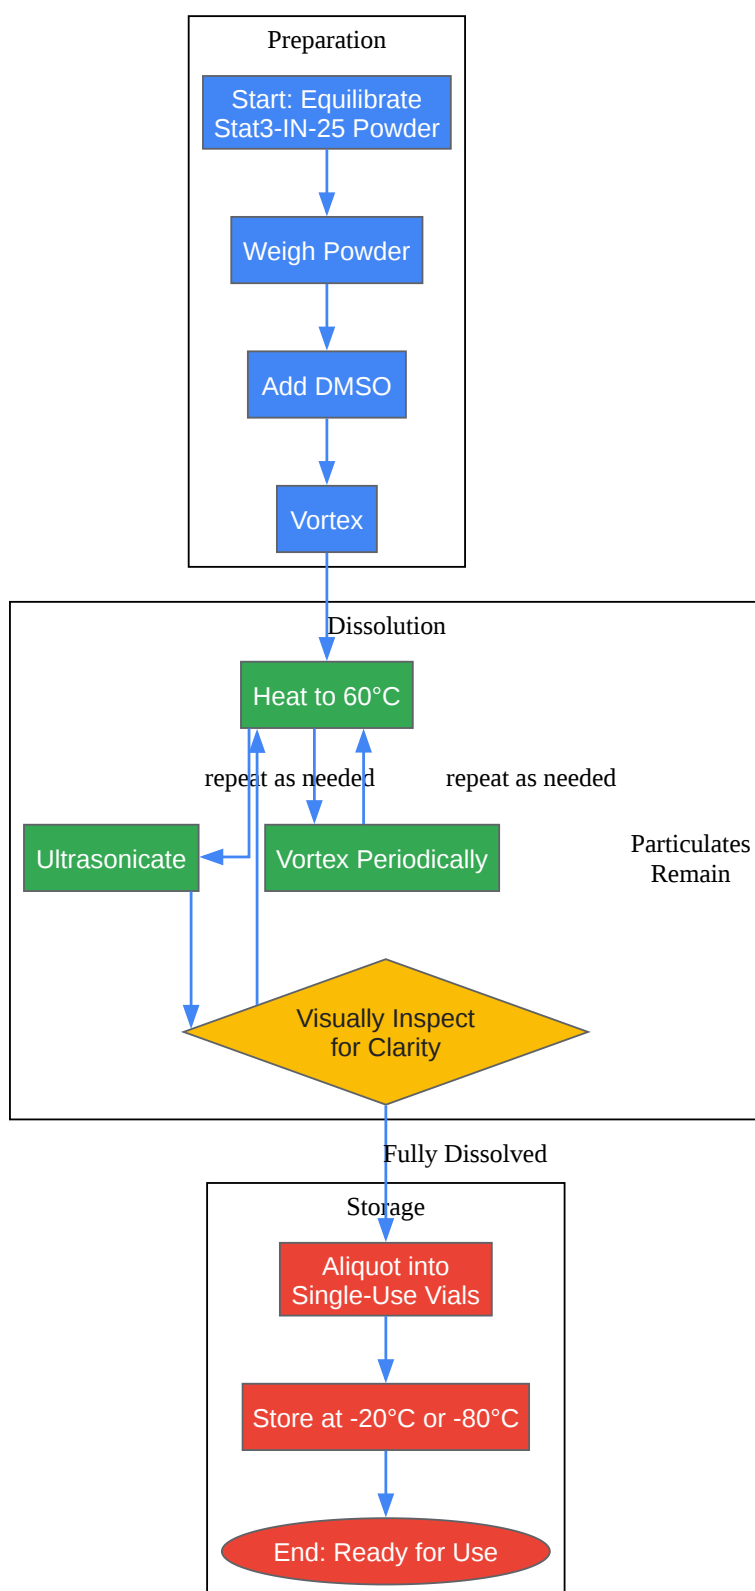 Preparation
Start: Equilibrate
Stat3-IN-25 Powder
Weigh Powder
Add DMSO
Vortex
Dissolution
Heat to 60°C
repeat as needed
repeat as needed
Ultrasonicate
Vortex Periodically
Particulates
Remain
Visually Inspect
for Clarity
Fully Dissolved
Storage
Aliquot into
Single-Use Vials
Store at -20°C or -80°C
End: Ready for Use